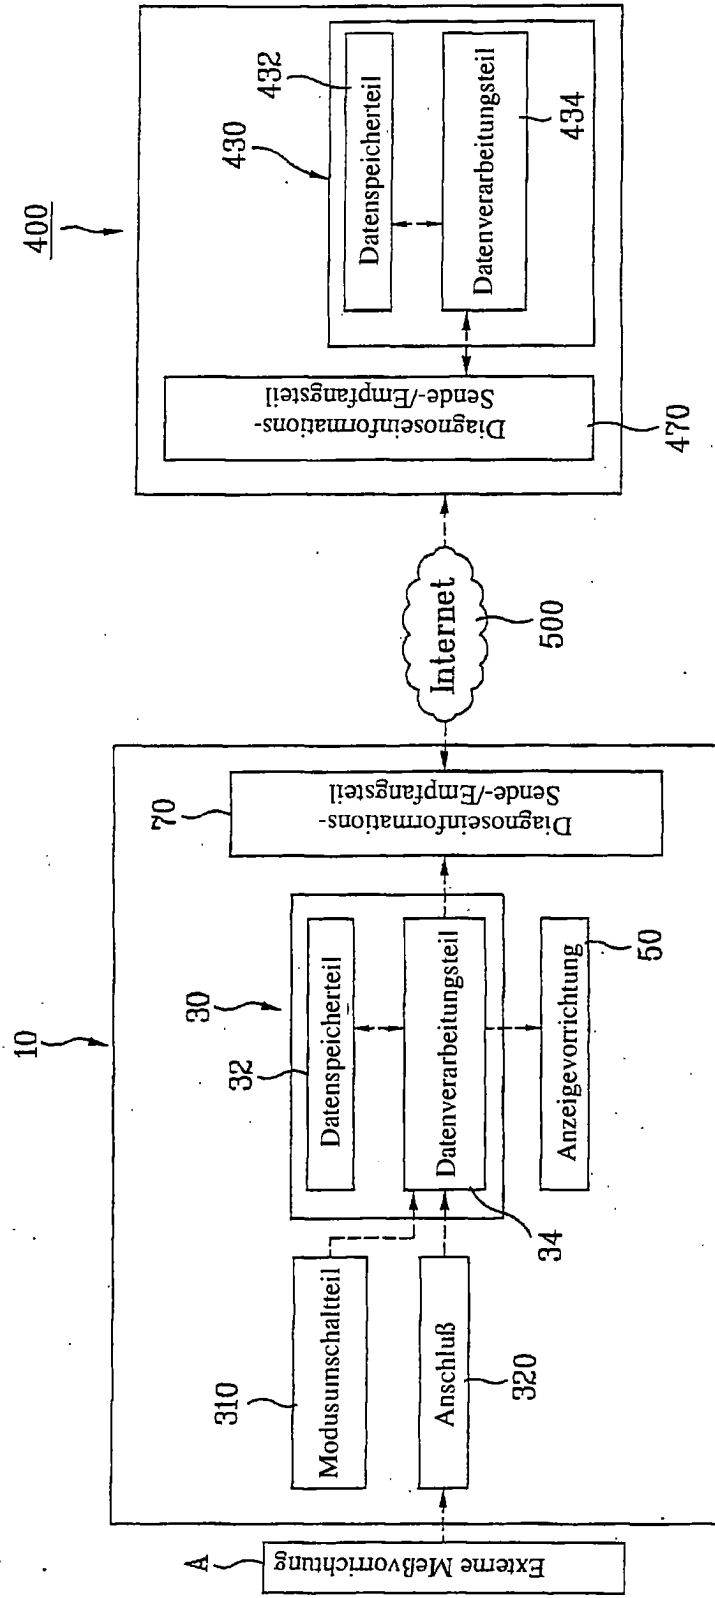 10
400
A
Externe Meßvorrichtung
310
Modusumschaltteil
Anschluß
320
30
32
Datenspeicherteil
Datenverarbeitungsteil
34
Anzeigevorrichtung
50
70
Diagnoseinformations-
Sende-/Empfangsteil
Internet
500
Diagnoseinformations-
Sende-/Empfangsteil
470
430
432
Datenspeicherteil
Datenverarbeitungsteil
434